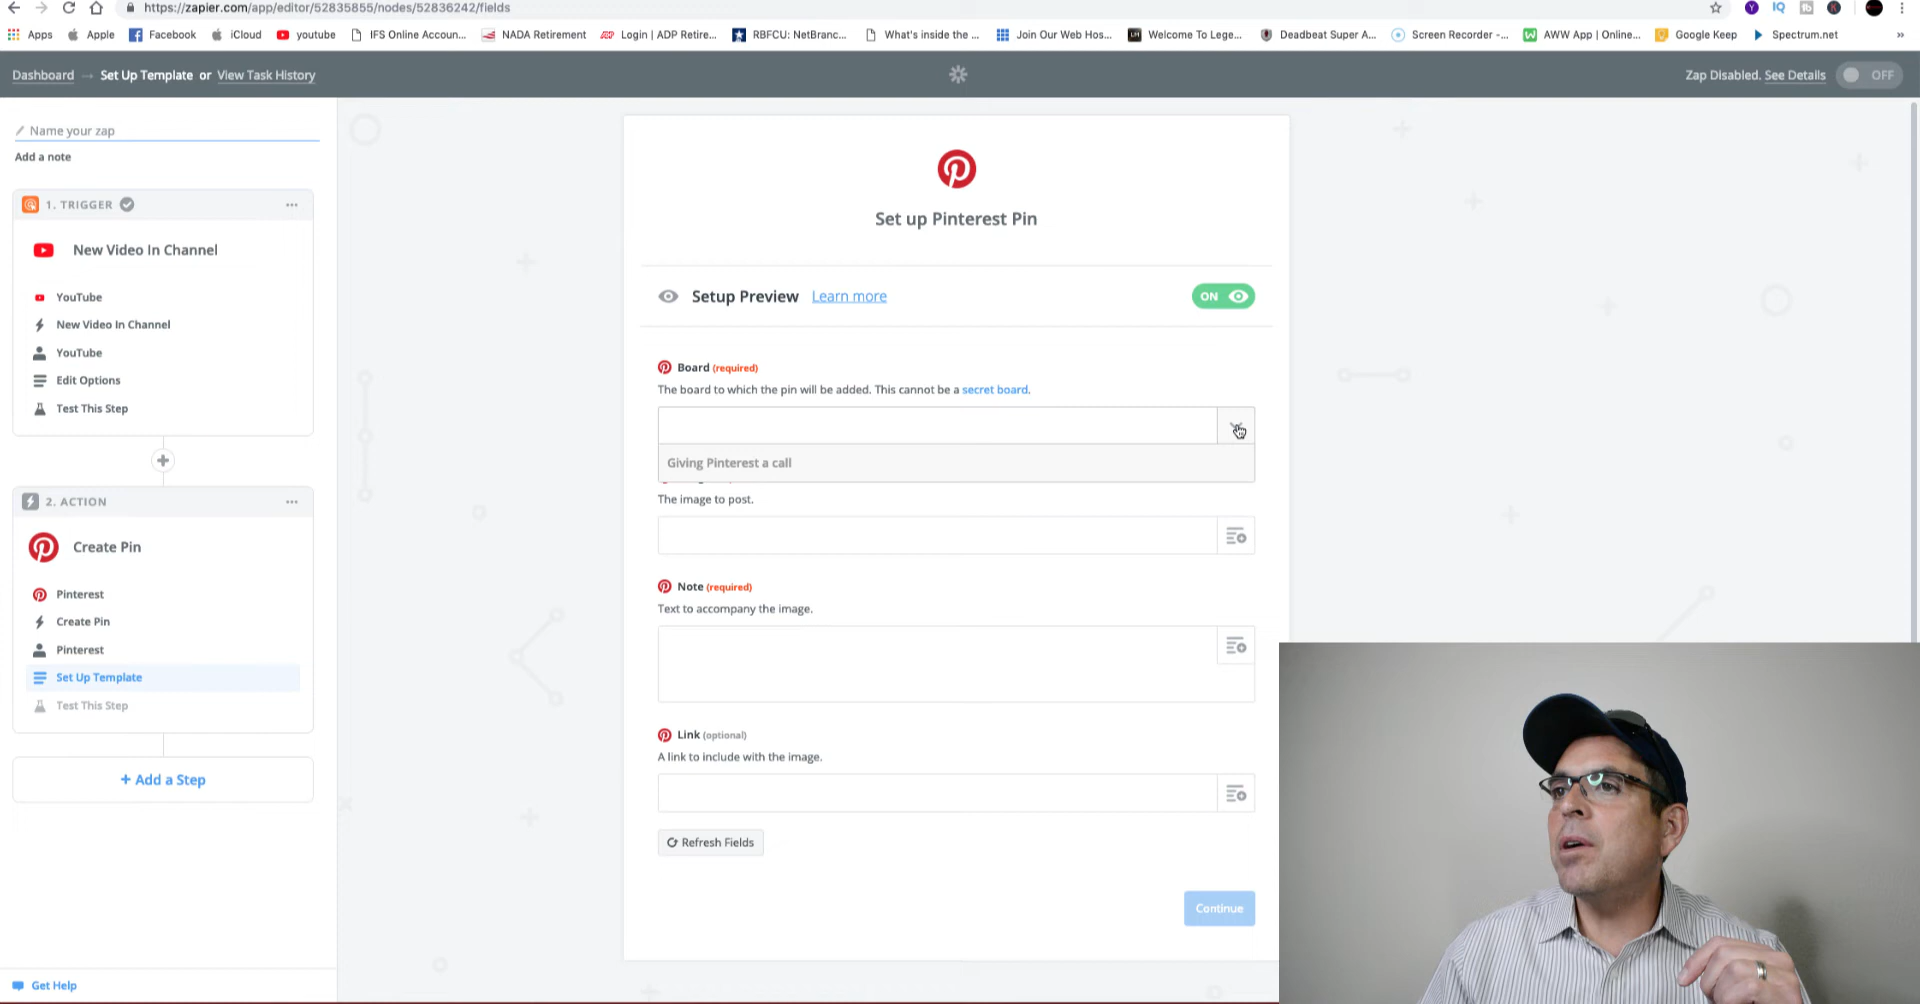 https://zapier.com/app/editor/52835855/nodes/52836242/fields
Apps Apple Facebook iCloud youtube IFS Online Accoun... NADA Retirement Login | ADP Retire... RBFCU: NetBranc... What's inside the ... Join Our Web Hos... Welcome To Lege... Deadbeat Super A... Screen Recorder -... AWW App | Online... Google Keep Spectrum.net »
Dashboard → Set Up Template or View Task History
Zap Disabled. See Details OFF
Name your zap
Add a note
1. TRIGGER
New Video In Channel
YouTube
New Video In Channel
YouTube
Edit Options
Test This Step
2. ACTION
Create Pin
Pinterest
Create Pin
Pinterest
Set Up Template
Test This Step
+ Add a Step
Get Help
Set up Pinterest Pin
Setup Preview Learn more ON
Board (required)
The board to which the pin will be added. This cannot be a secret board.
Giving Pinterest a call
The image to post.
Note (required)
Text to accompany the image.
Link (optional)
A link to include with the image.
Refresh Fields
Continue